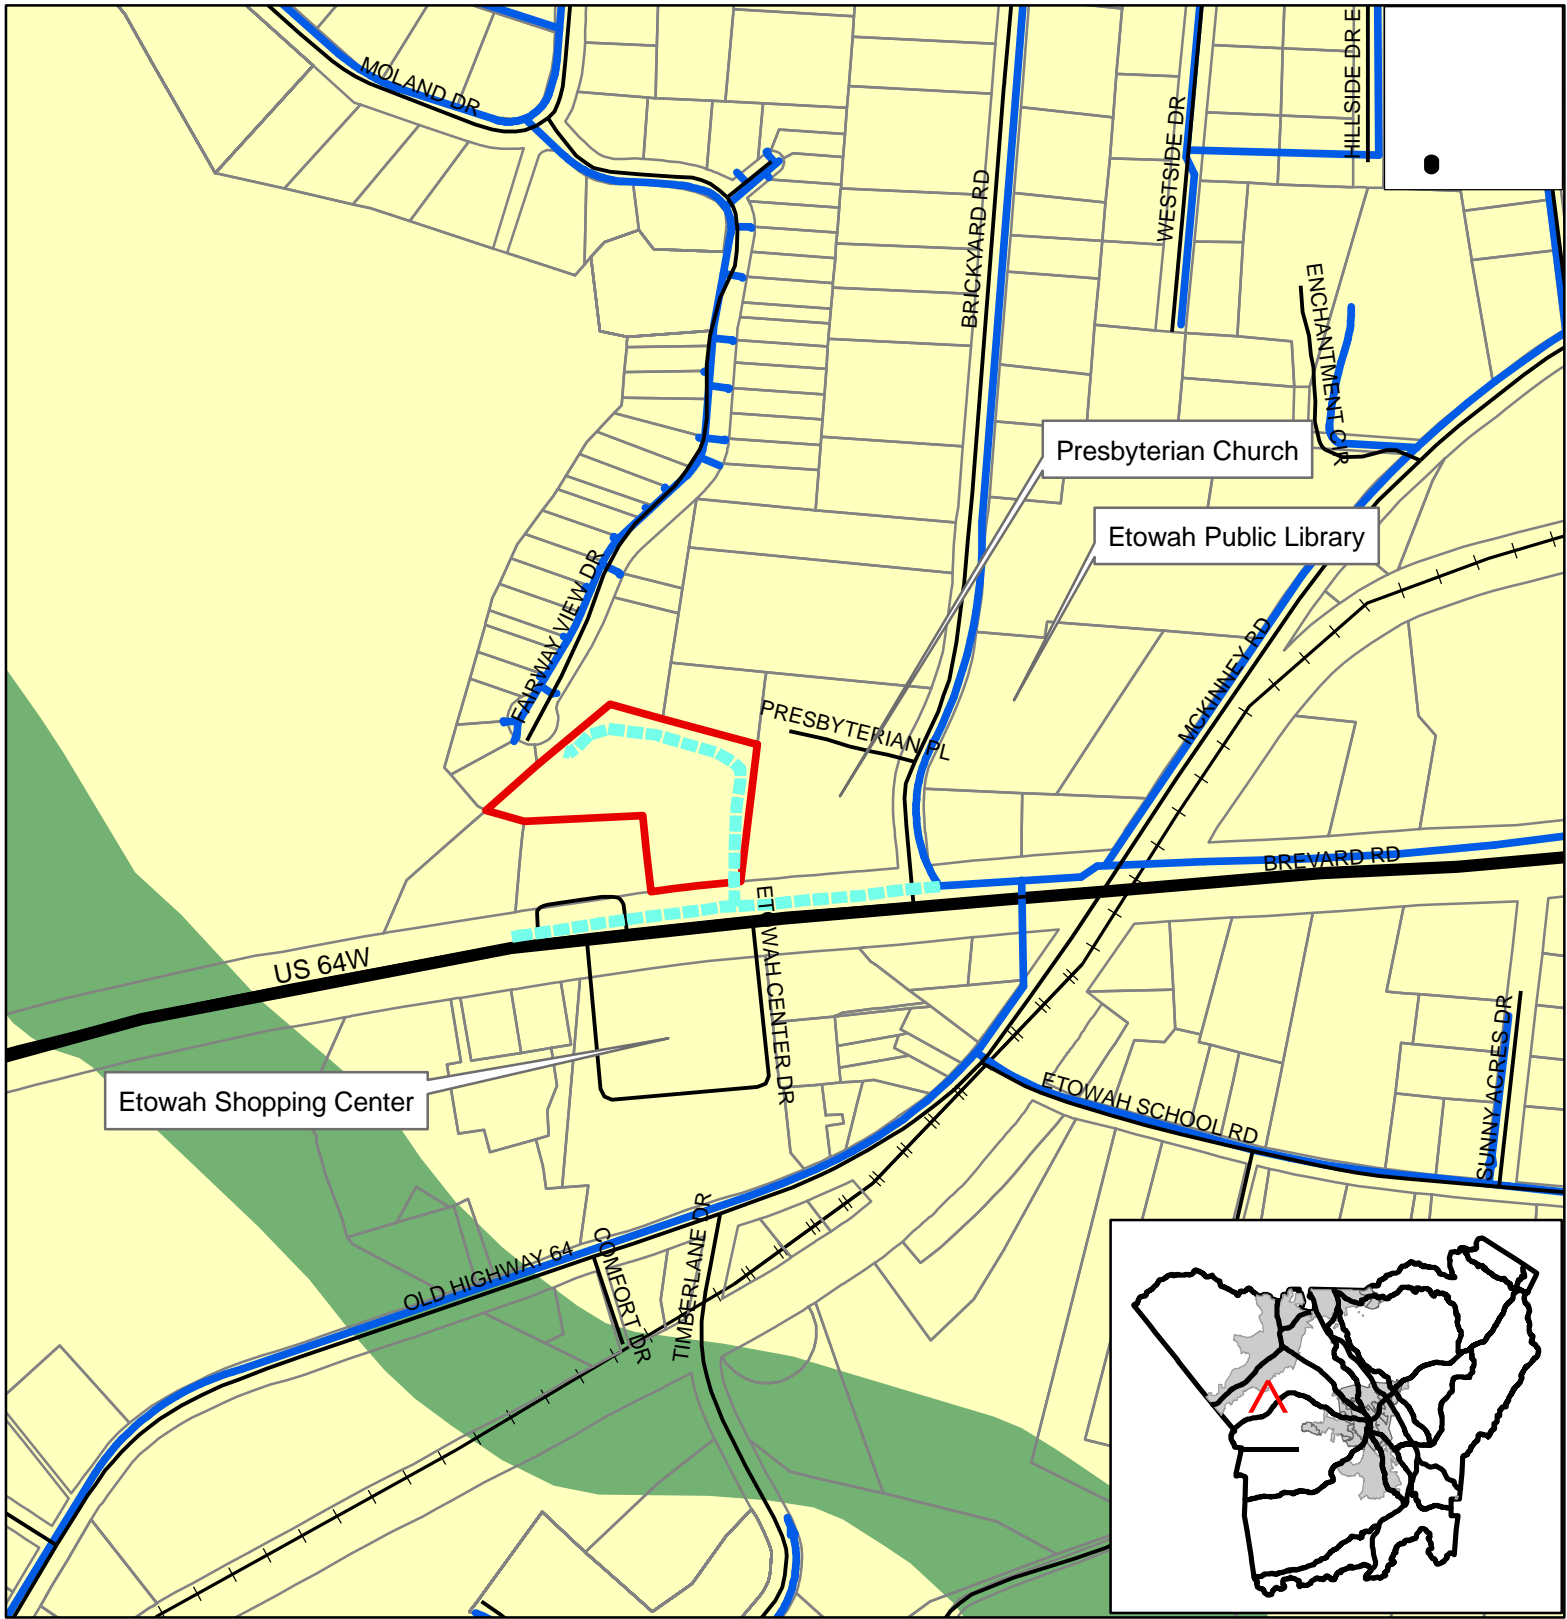 MOLAND DR
HILLSIDE DR E
WESTSIDE DR
BRICKYARD RD
ENCHANTMENT CIR
Presbyterian Church
Etowah Public Library
FAIRWAY VIEW DR
MCKINNEY RD
PRESBYTERIAN PL
BREVARD RD
US 64W
ETOWAH CENTER DR
SUNNY ACRES DR
Etowah Shopping Center
ETOWAH SCHOOL RD
OLD HIGHWAY 64
COMFORT DR
TIMBERLANE DR